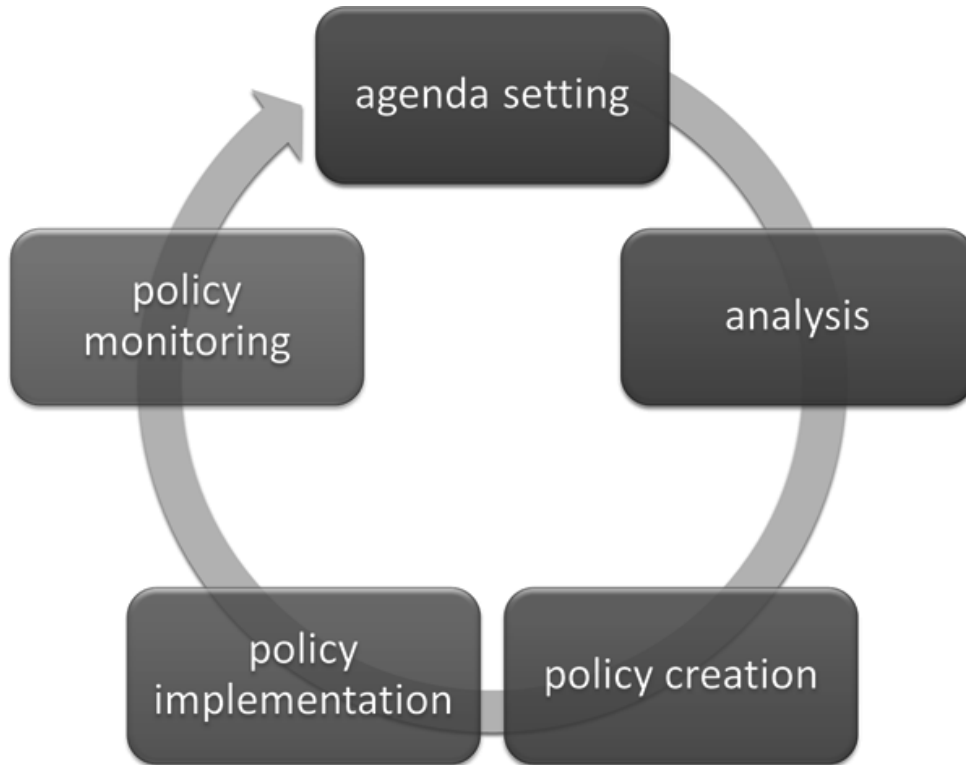 agenda setting
analysis
policy creation
policy
implementation
policy
monitoring